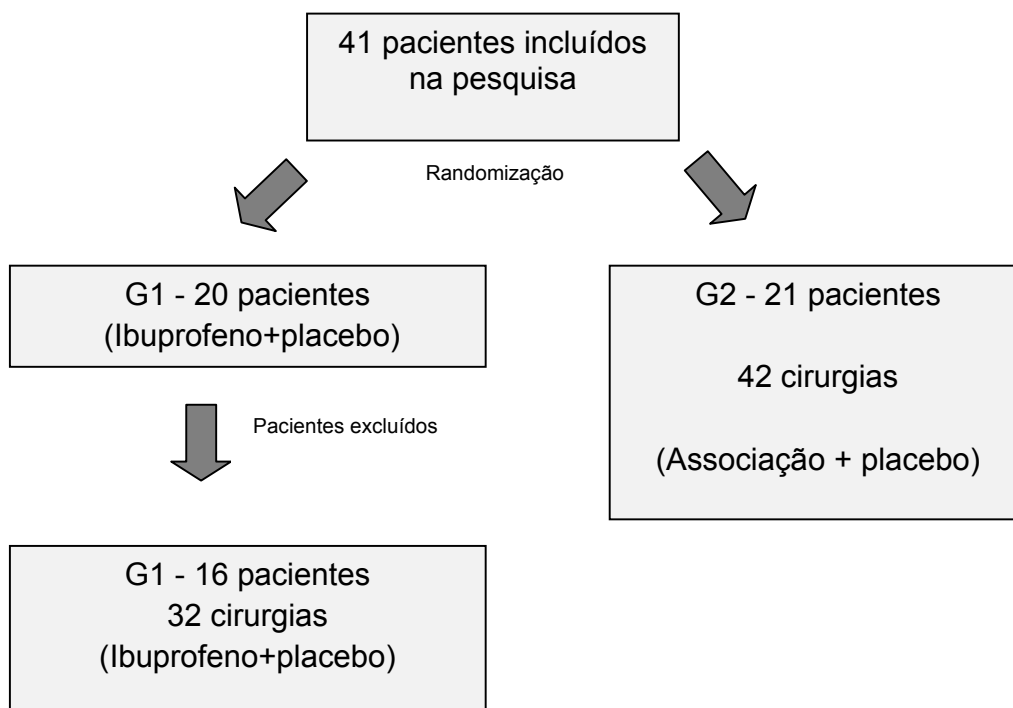 41 pacientes incluídos
na pesquisa
Randomização
G1 - 20 pacientes
(Ibuprofeno+placebo)
G2 - 21 pacientes
42 cirurgias
(Associação + placebo)
Pacientes excluídos
G1 - 16 pacientes
32 cirurgias
(Ibuprofeno+placebo)